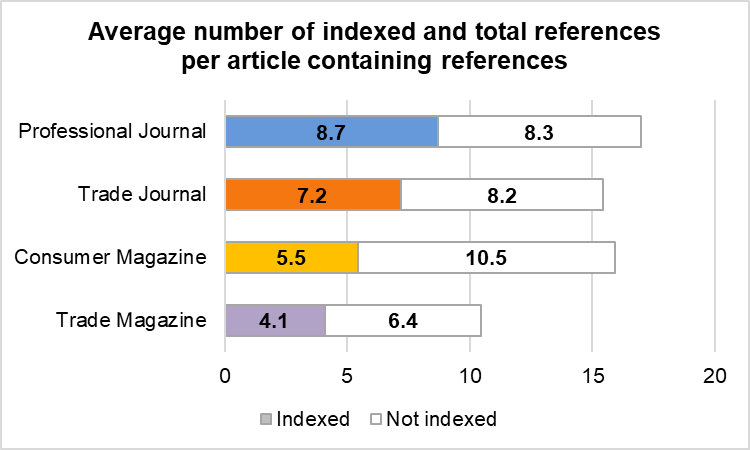 Average number of indexed and total references
per article containing references
Professional Journal 8.7 8.3
Trade Journal 7.2 8.2
Consumer Magazine 5.5 10.5
Trade Magazine 4.1 6.4
0 5 10 15 20
Indexed Not indexed